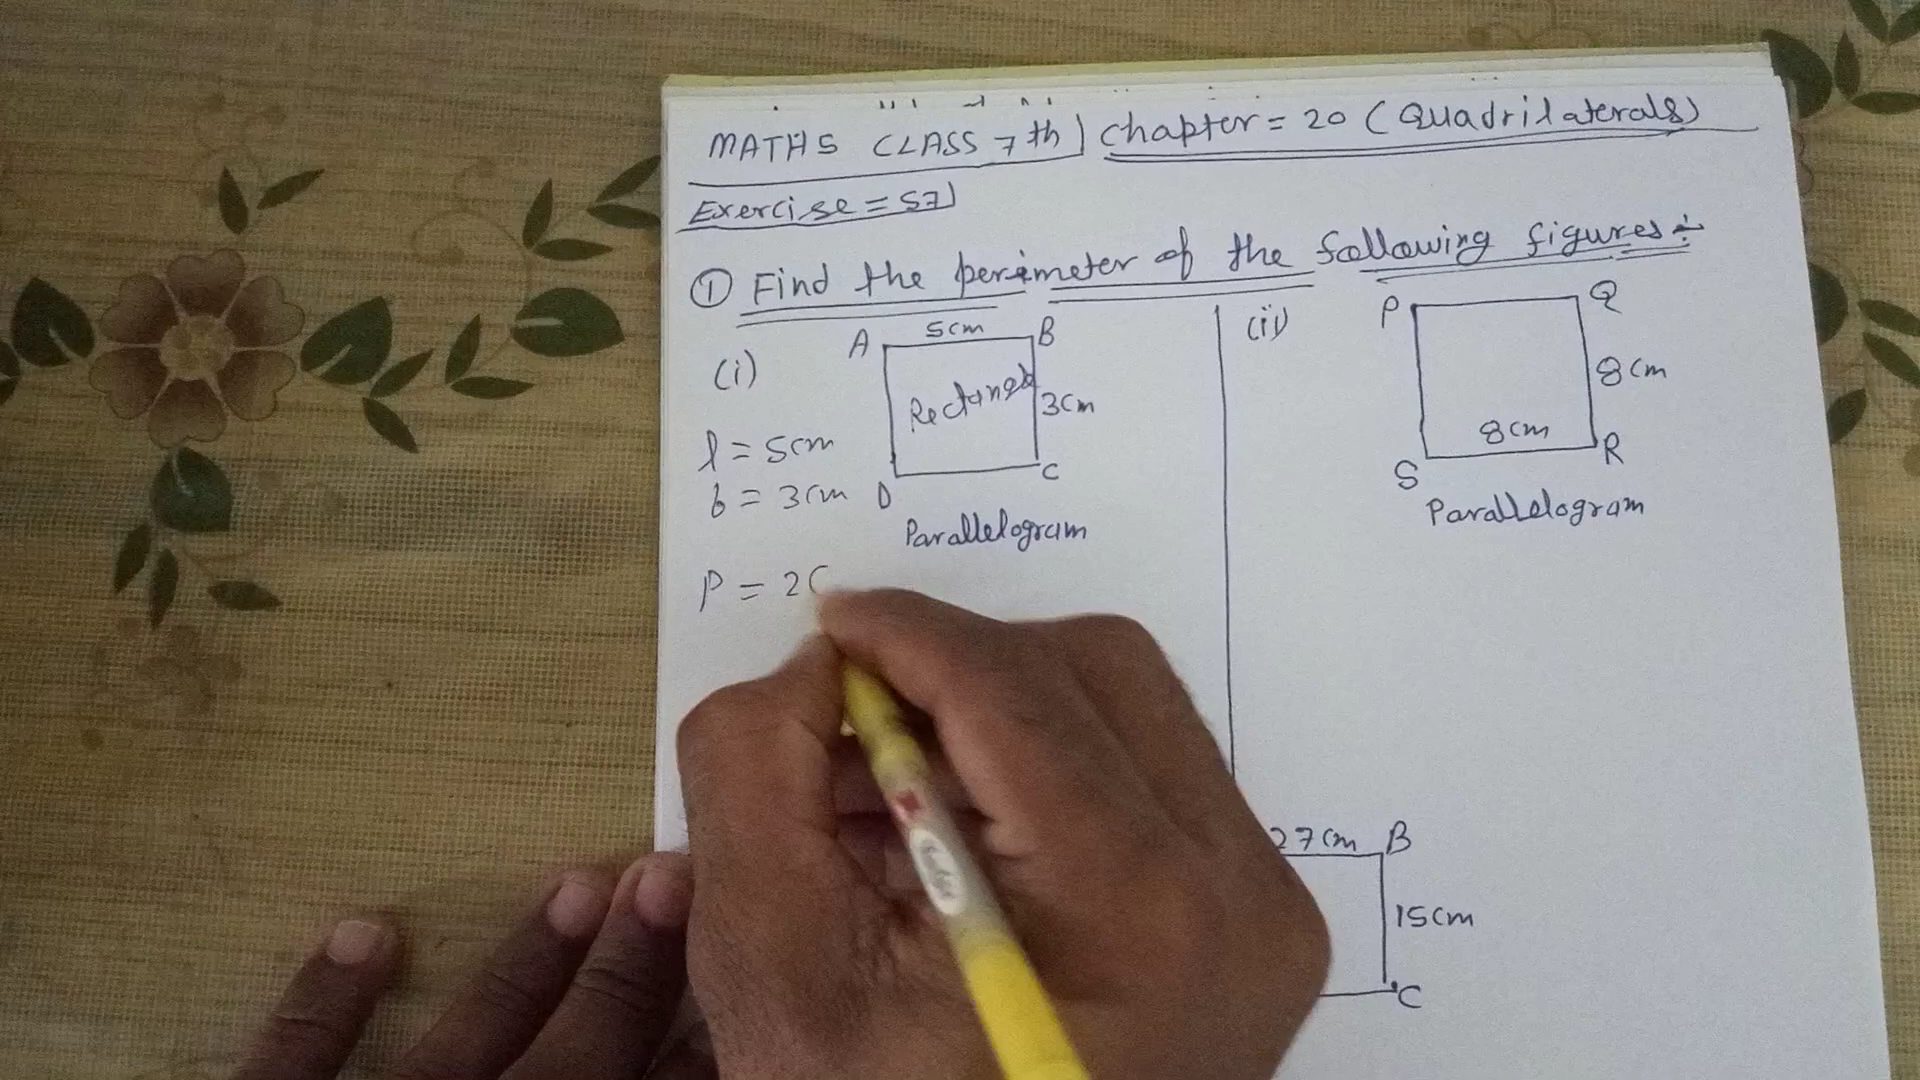 MATHS CLASS 7th) Chapter = 20 (Quadrilaterals)
Exercise = 57)
① Find the perimeter of the following figures :-
(i)
A 5cm B
Rectangle
3cm
l = 5cm
b = 3cm
D C
Parallelogram
P = 2(
(ii)
P Q
8cm
8cm
S R
Parallelogram
27cm B
15cm
C